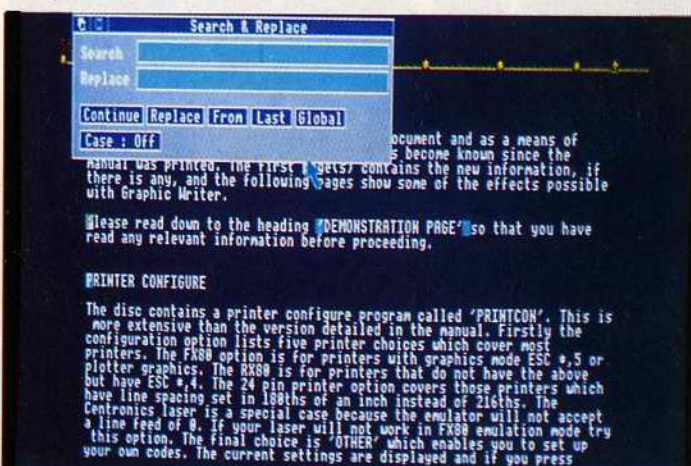 Search & Replace
Search
Replace
Continue Replace From Last Global
Case : Off
ocument and as a means of
s become known since the
manual was printed. The first contains the new information, if
there is any, and the following pages show some of the effects possible
with Graphic Writer.
Please read down to the heading 'DEMONSTRATION PAGE' so that you have
read any relevant information before proceeding.
PRINTER CONFIGURE
The disc contains a printer configure program called 'PRINTCON'. This is
more extensive than the version detailed in the manual. Firstly the
configuration option lists five printer choices which cover most
printers. The FX80 option is for printers with graphics mode ESC *,5 or
plotter graphics. The RX80 is for printers that do not have the above
but have ESC *,4. The 24 pin printer option covers those printers which
have line spacing set in 180ths of an inch instead of 216ths. The
Centronics laser is a special case because the emulator will not accept
a line feed of 0. If your laser will not work in FX80 emulation mode try
this option. The final choice is 'OTHER' which enables you to set up
your own codes. The current settings are displayed and if you press